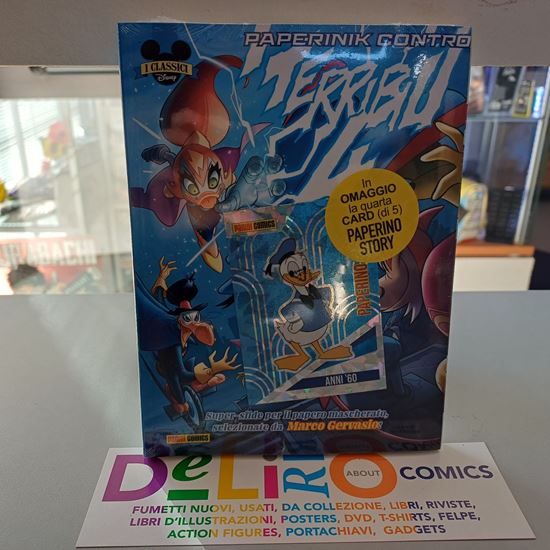 PAPERINIK CONTRO
I CLASSICI
Disney
I TERRIBILI
4
In
OMAGGIO
la quarta
CARD (di 5)
PAPERINO
STORY
PANINI COMICS
PAPERINO
ANNI '60
Super-sfide per il papero mascherato,
selezionate da Marco Gervasio!
PANINI COMICS
DeLiRiO ABOUT COMICS
FUMETTI NUOVI, USATI, DA COLLEZIONE, LIBRI, RIVISTE,
LIBRI D'ILLUSTRAZIONI, POSTERS, DVD, T-SHIRTS, FELPE,
ACTION FIGURES, PORTACHIAVI, GADGETS